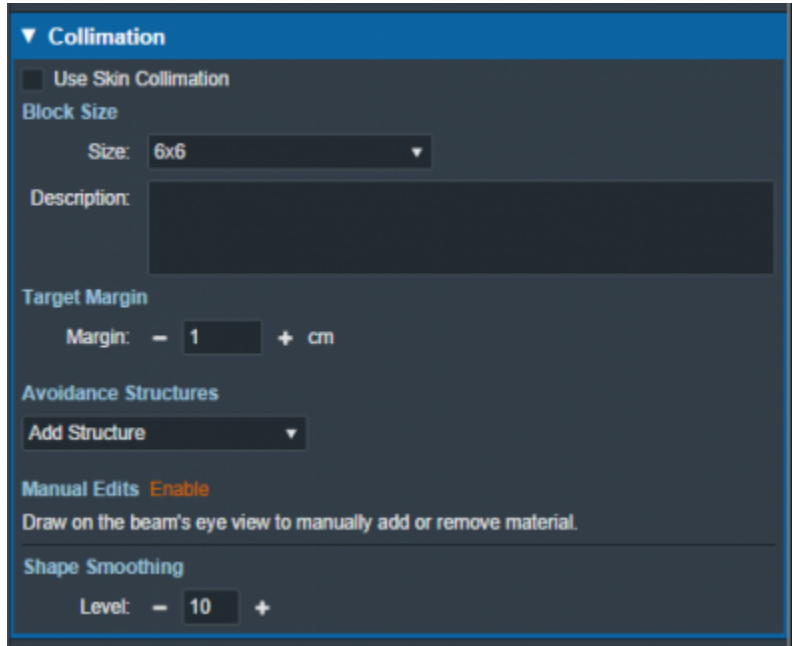 ▼ Collimation
Use Skin Collimation
Block Size
Size: 6x6 ▼
Description:
Target Margin
Margin: − 1 + cm
Avoidance Structures
Add Structure ▼
Manual Edits Enable
Draw on the beam's eye view to manually add or remove material.
Shape Smoothing
Level: − 10 +